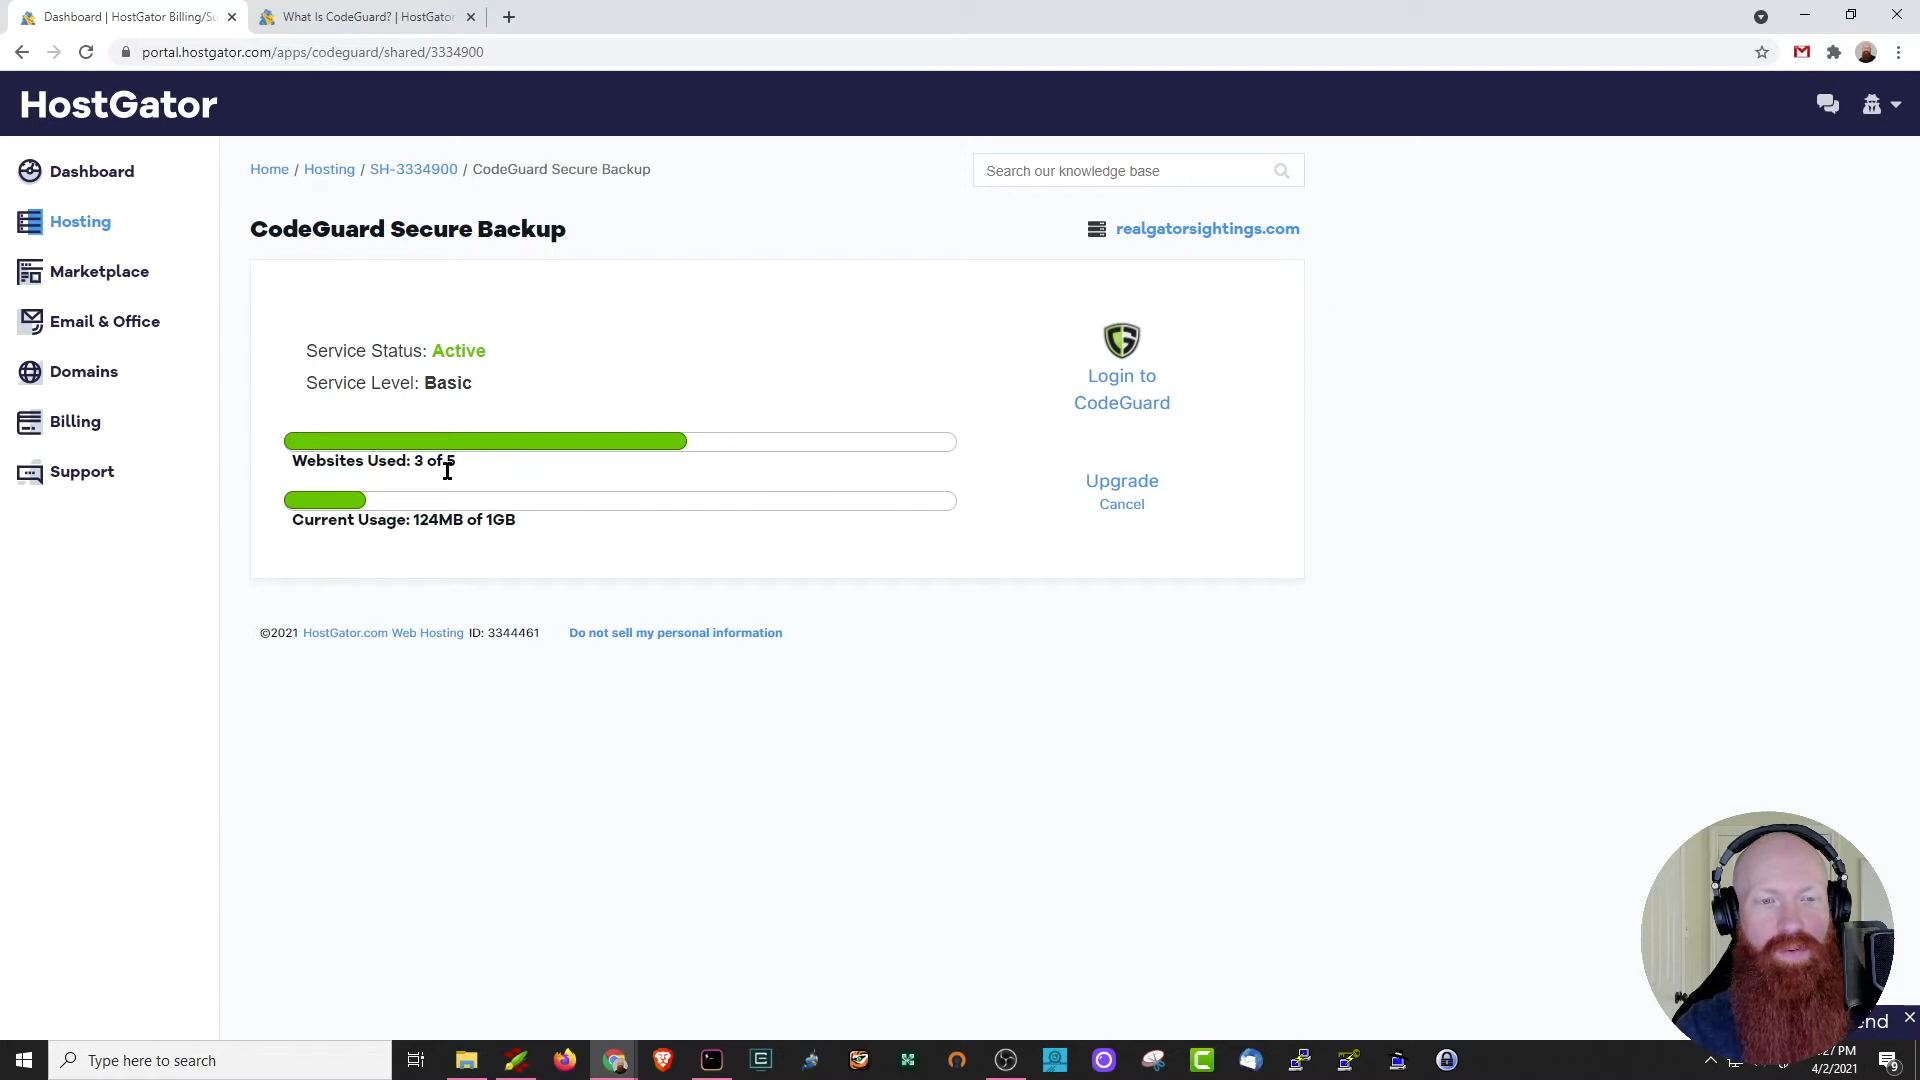 Dashboard | HostGator Billing/Su
What Is CodeGuard? | HostGator
portal.hostgator.com/apps/codeguard/shared/3334900
HostGator
Dashboard
Hosting
Marketplace
Email & Office
Domains
Billing
Support
Home / Hosting / SH-3334900 / CodeGuard Secure Backup
Search our knowledge base
CodeGuard Secure Backup
realgatorsightings.com
Service Status: Active
Service Level: Basic
Websites Used: 3 of 5
Current Usage: 124MB of 1GB
Login to
CodeGuard
Upgrade
Cancel
©2021 HostGator.com Web Hosting ID: 3344461
Do not sell my personal information
Type here to search
:27 PM
4/2/2021
9